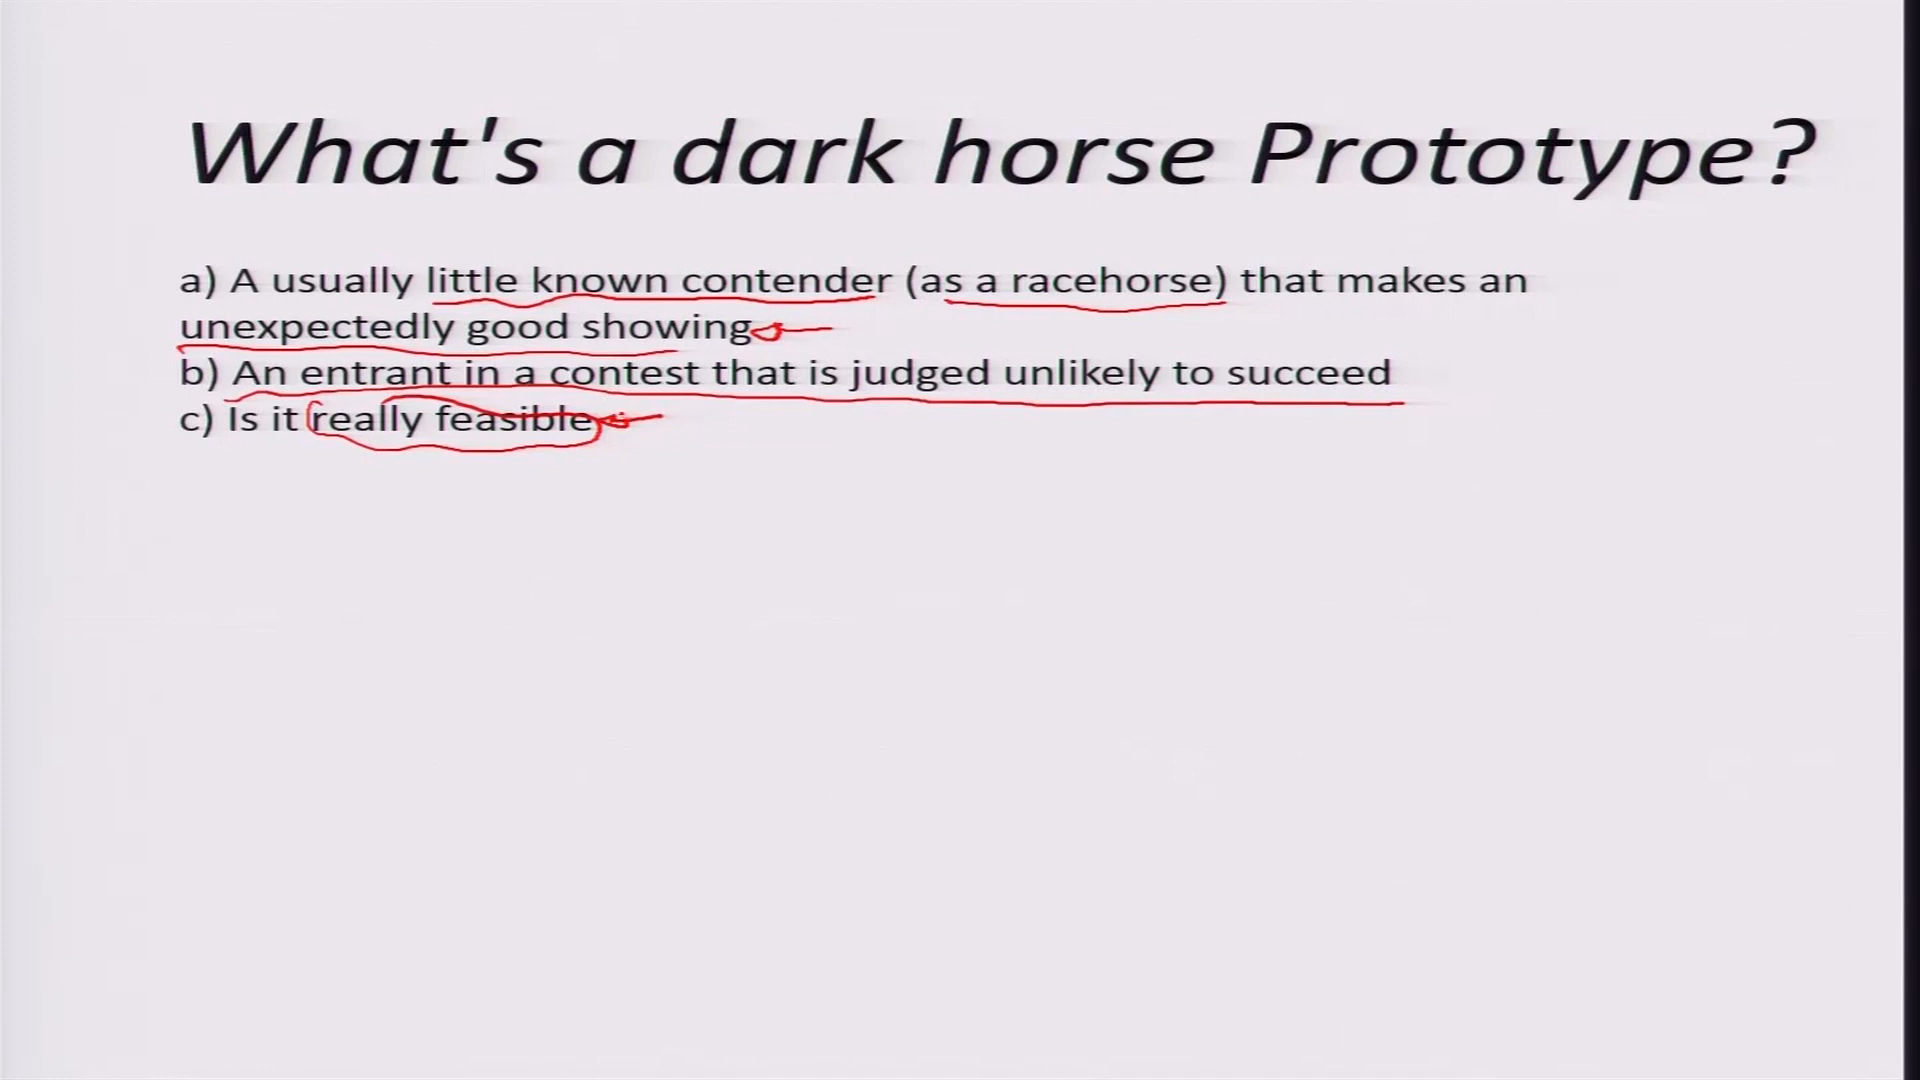 What's a dark horse Prototype?
a) A usually little known contender (as a racehorse) that makes an
unexpectedly good showing
b) An entrant in a contest that is judged unlikely to succeed
c) Is it really feasible